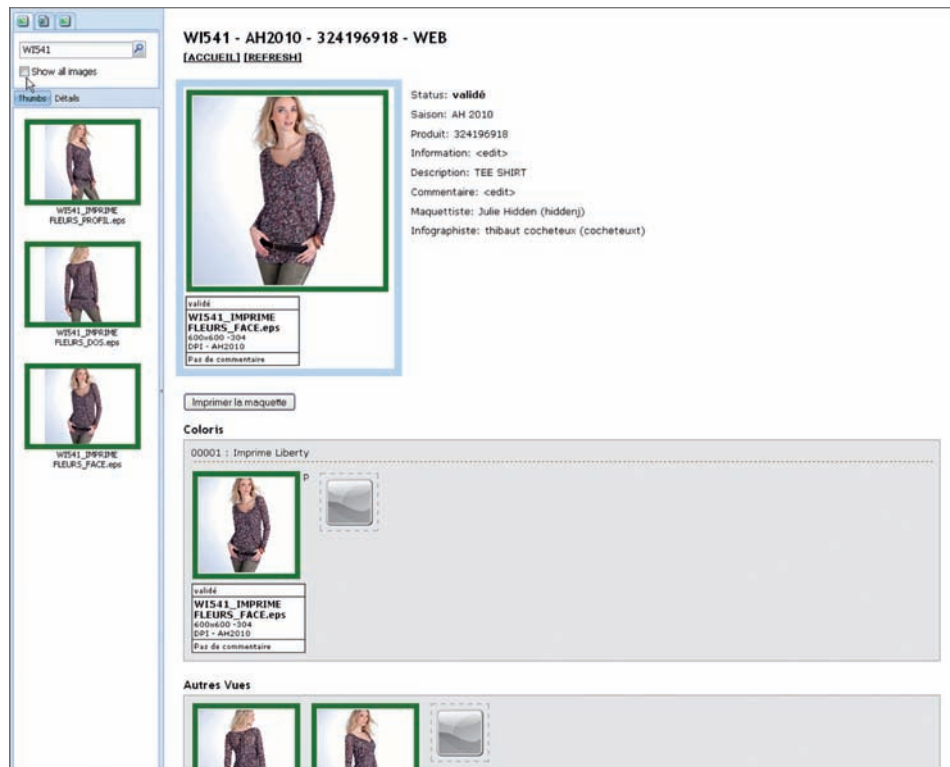 WI541
Show all images
Thumbs Détails
WI541_IMPRIME
FLEURS_PROFIL.eps
WI541_IMPRIME
FLEURS_DOS.eps
WI541_IMPRIME
FLEURS_FACE.eps
WI541 - AH2010 - 324196918 - WEB
[ACCUEIL] [REFRESH]
Status: validé
Saison: AH 2010
Produit: 324196918
Information: <edit>
Description: TEE SHIRT
Commentaire: <edit>
Maquettiste: Julie Hidden (hiddenj)
Infographiste: thibaut cocheteux (cocheteuxt)
validé
WI541_IMPRIME
FLEURS_FACE.eps
600x600 -304
DPI - AH2010
Pas de commentaire
Imprimer la maquette
Coloris
00001 : Imprime Liberty
p
validé
WI541_IMPRIME
FLEURS_FACE.eps
600x600 -304
DPI - AH2010
Pas de commentaire
Autres Vues